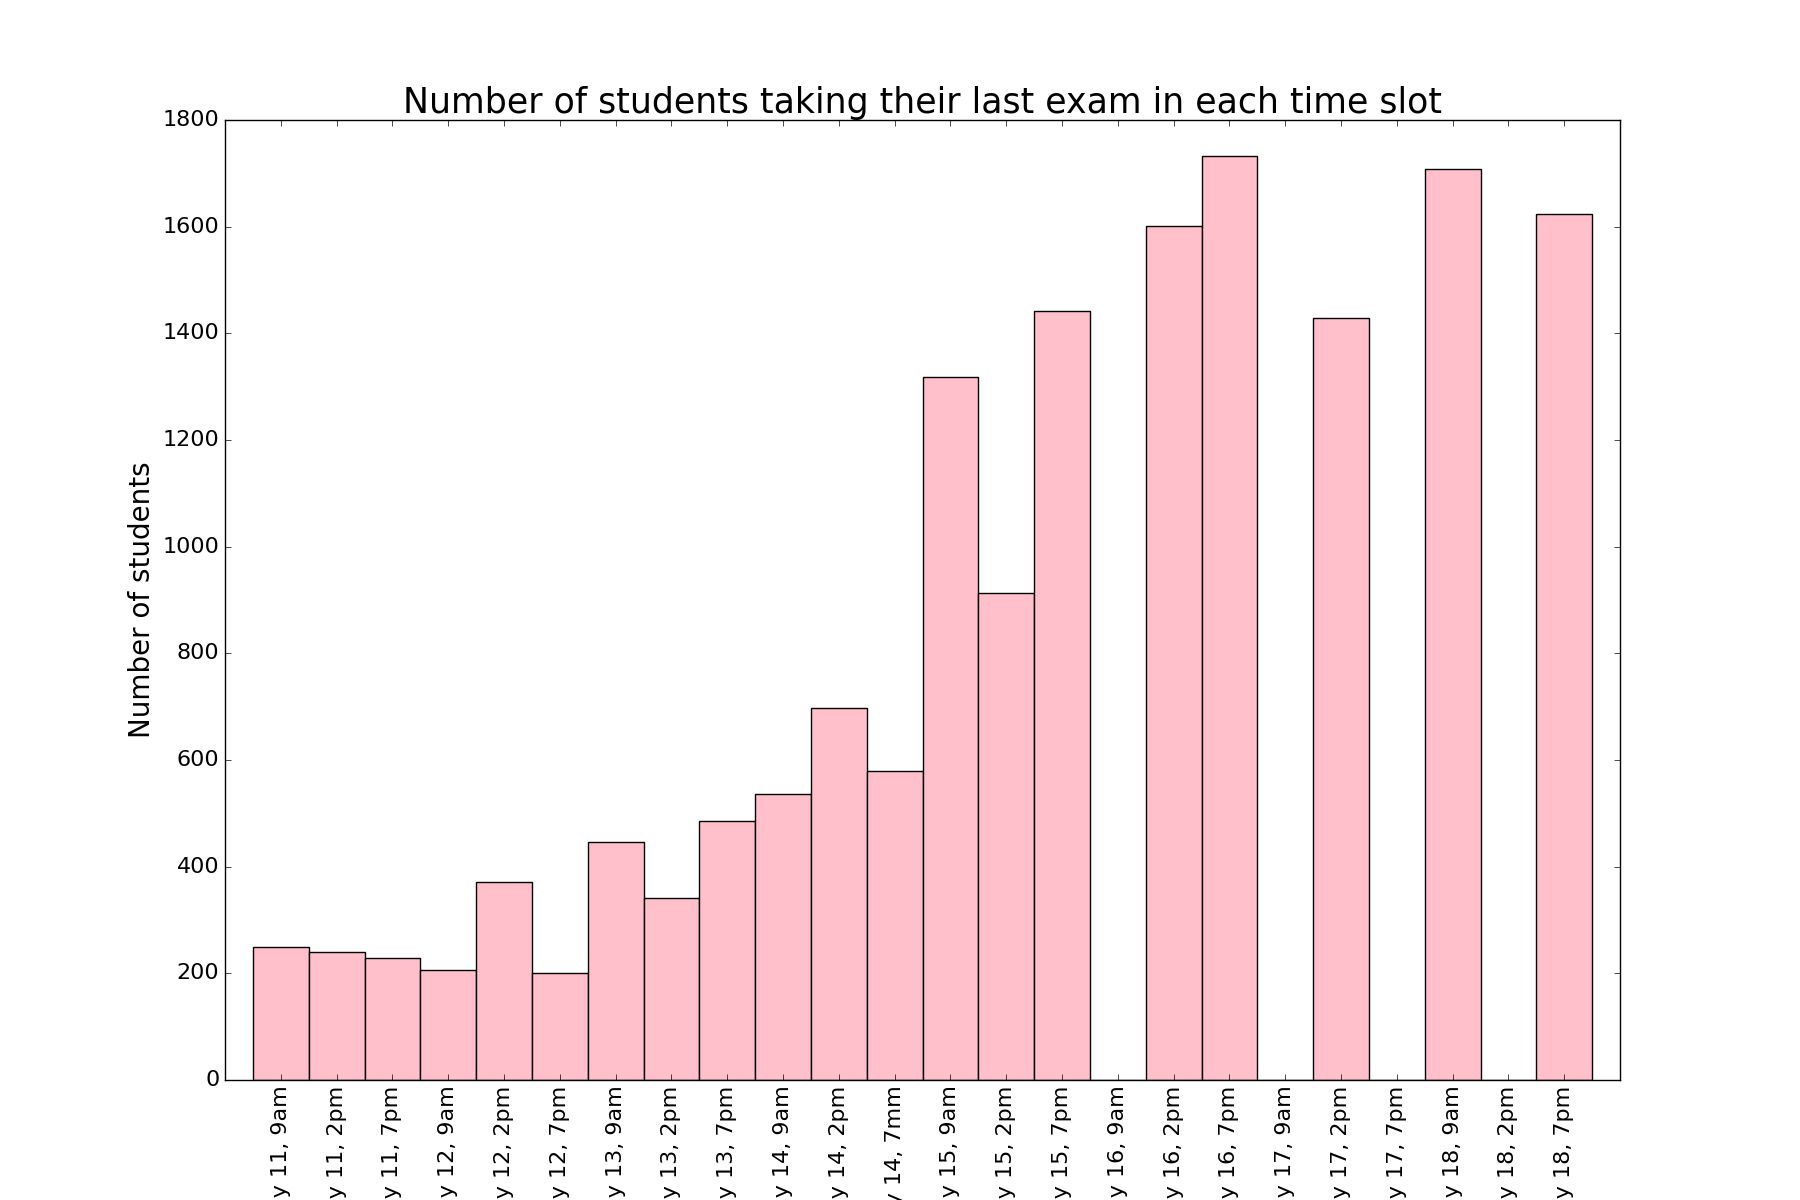 Number of students taking their last exam in each time slot
Number of students
1800
1600
1400
1200
1000
800
600
400
200
0
y 11, 9am
y 11, 2pm
y 11, 7pm
y 12, 9am
y 12, 2pm
y 12, 7pm
y 13, 9am
y 13, 2pm
y 13, 7pm
y 14, 9am
y 14, 2pm
y 14, 7mm
y 15, 9am
y 15, 2pm
y 15, 7pm
y 16, 9am
y 16, 2pm
y 16, 7pm
y 17, 9am
y 17, 2pm
y 17, 7pm
y 18, 9am
y 18, 2pm
y 18, 7pm